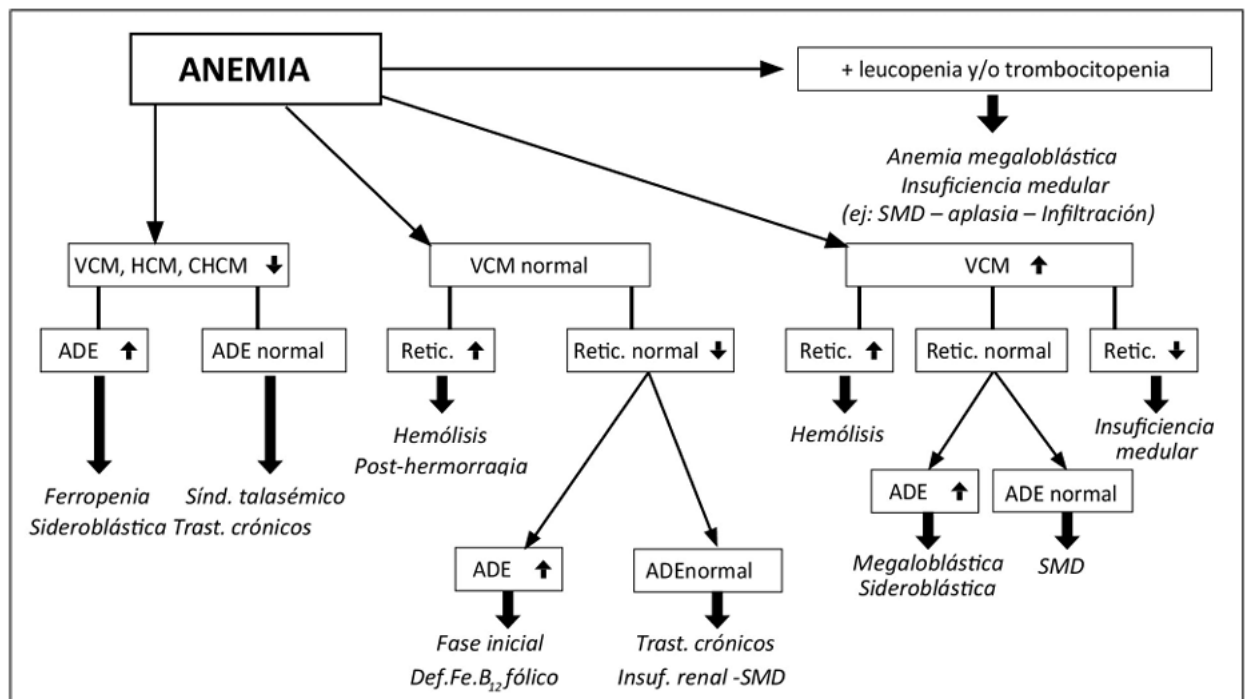 ANEMIA
+ leucopenia y/o trombocitopenia
Anemia megaloblástica
Insuficiencia medular
(ej: SMD – aplasia – Infiltración)
VCM, HCM, CHCM
VCM normal
VCM
ADE
ADE normal
Retic.
Retic. normal
Retic.
Retic. normal
Retic.
Hemólisis
Post-hermorragia
Hemólisis
Insuficiencia
medular
Ferropenia
Sideroblástica
Sínd. talasémico
Trast. crónicos
ADE
ADE normal
Megaloblástica
Sideroblástica
SMD
ADE
ADEnormal
Fase inicial
Def.Fe.B₁₂fólico
Trast. crónicos
Insuf. renal -SMD